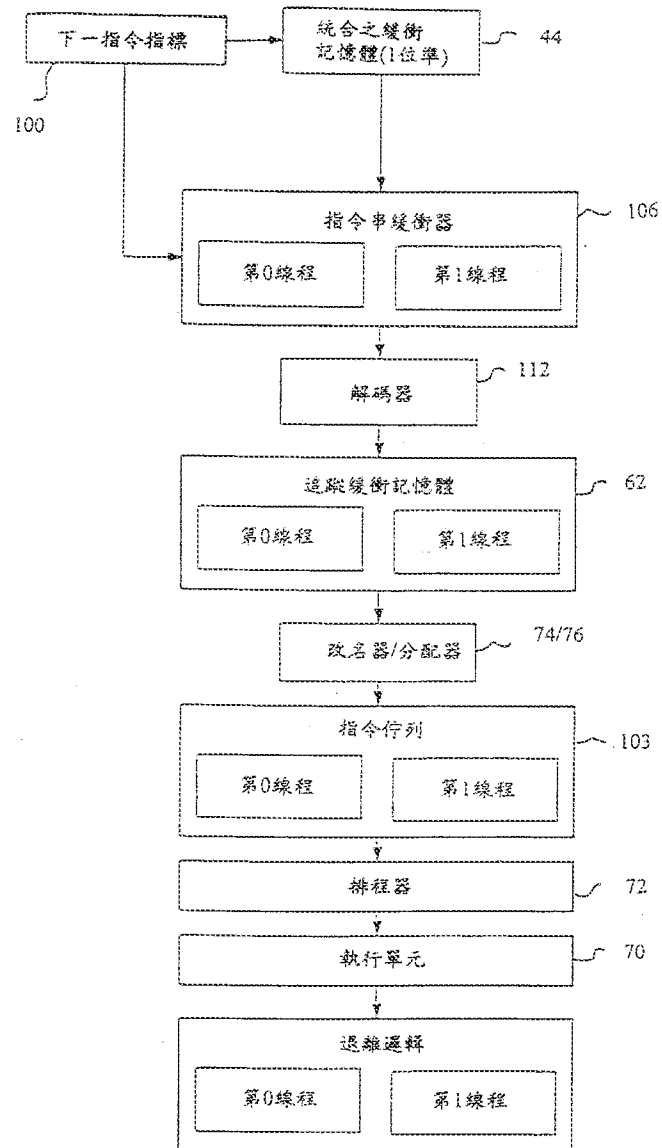 下一指令指標
統合之緩衝
記憶體(1位準)
44
100
指令串緩衝器
106
第0線程
第1線程
解碼器
112
追蹤緩衝記憶體
62
第0線程
第1線程
改名器/分配器
74/76
指令佇列
103
第0線程
第1線程
排程器
72
執行單元
70
退離邏輯
第0線程
第1線程